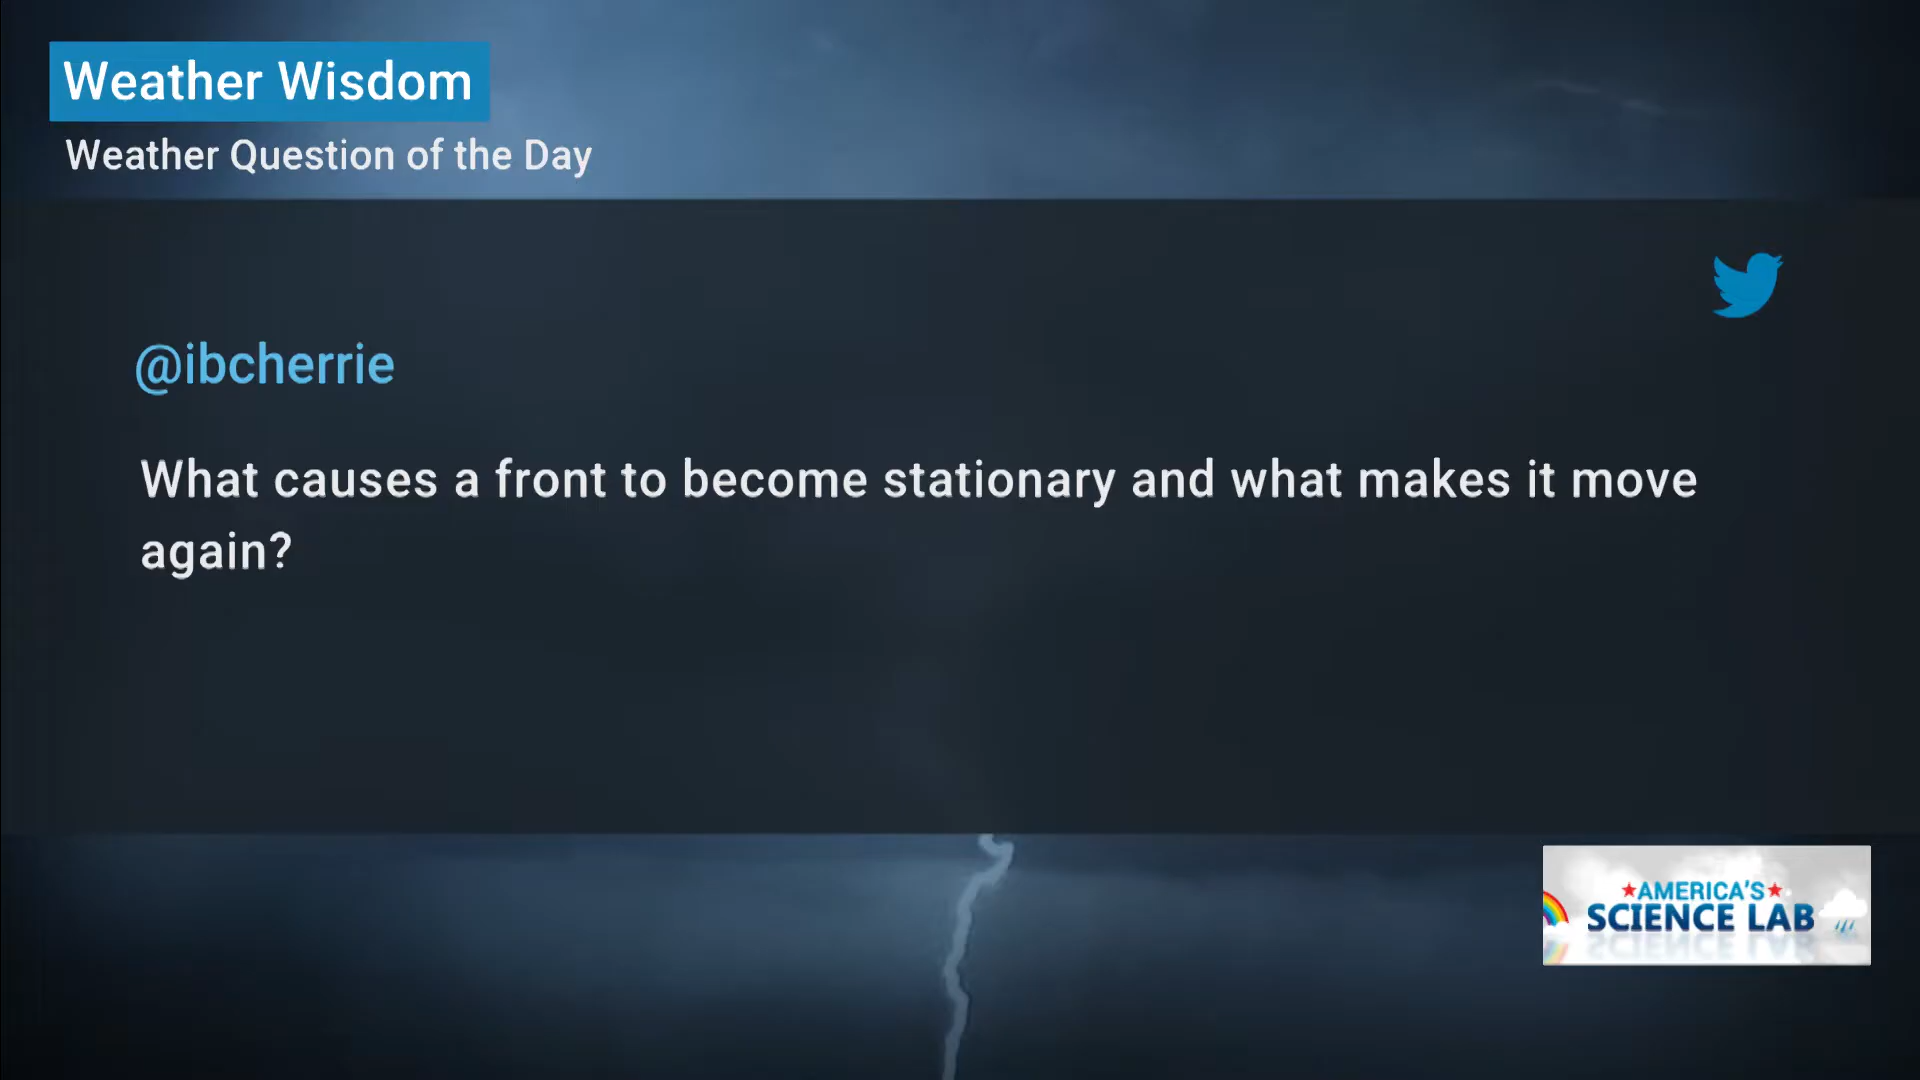 Weather Wisdom
Weather Question of the Day
@ibcherrie
What causes a front to become stationary and what makes it move
again?
AMERICA'S
SCIENCE LAB